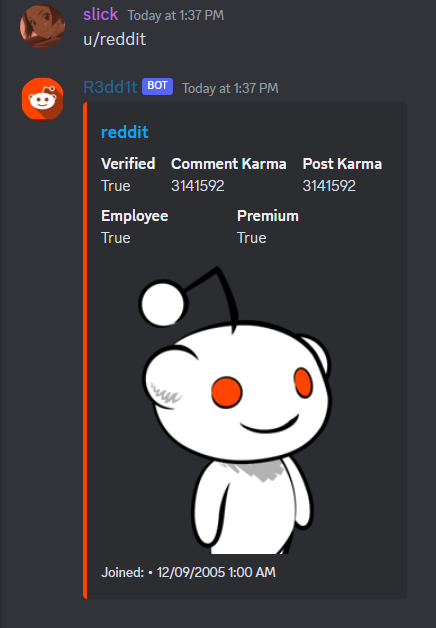 slick Today at 1:37 PM
u/reddit
R3dd1t BOT Today at 1:37 PM
reddit
Verified Comment Karma Post Karma
True 3141592 3141592
Employee Premium
True True
Joined: • 12/09/2005 1:00 AM